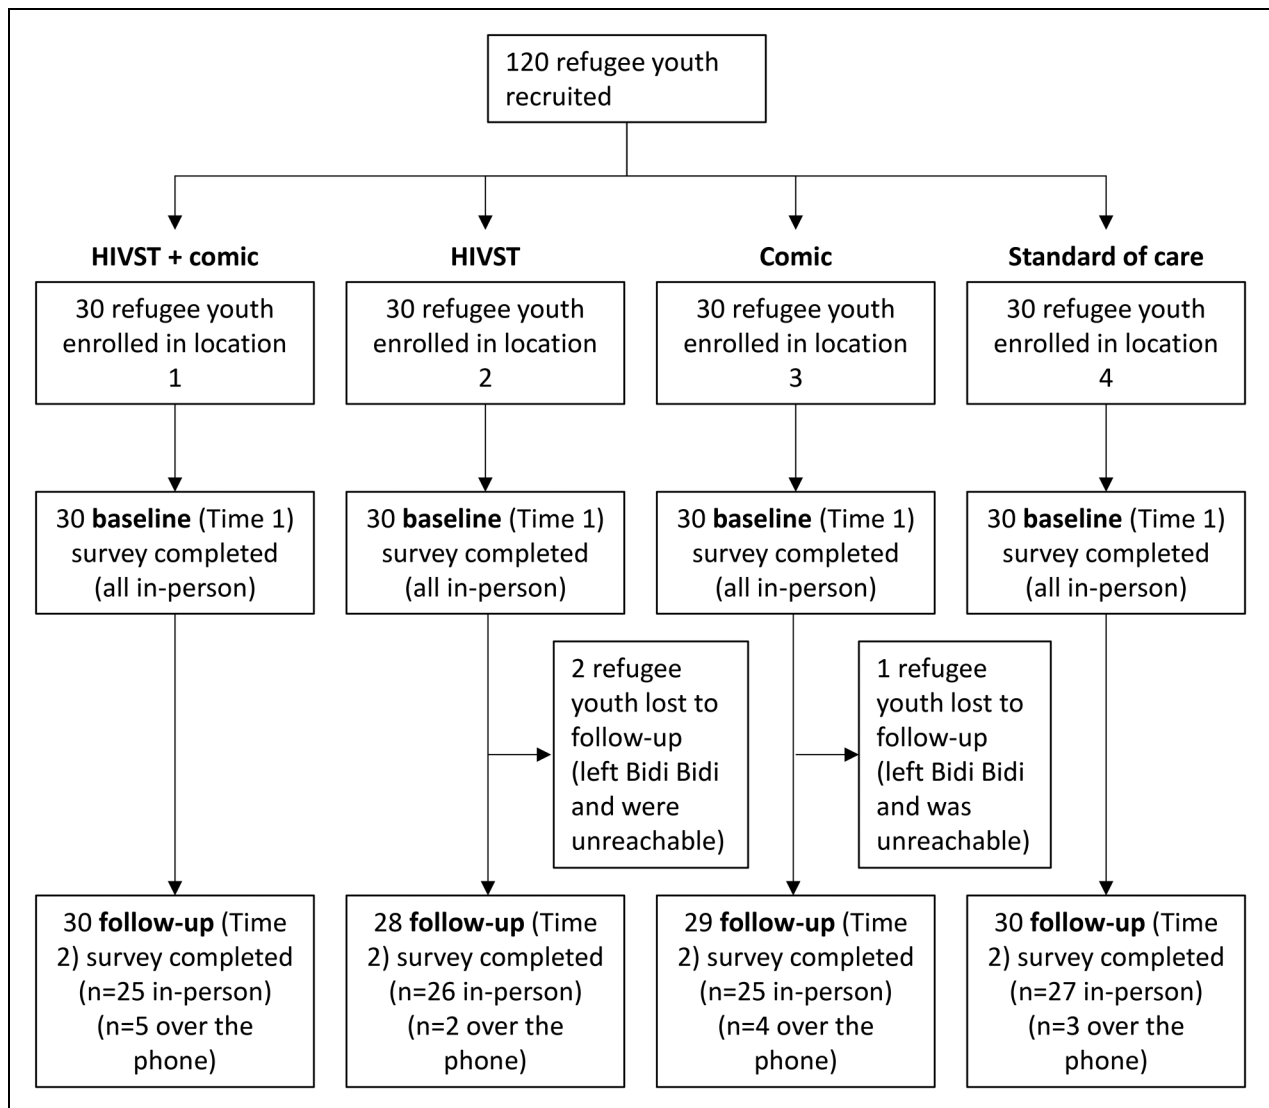 120 refugee youth
recruited
HIVST + comic
30 refugee youth
enrolled in location
1
HIVST
30 refugee youth
enrolled in location
2
Comic
30 refugee youth
enrolled in location
3
Standard of care
30 refugee youth
enrolled in location
4
30 baseline (Time 1)
survey completed
(all in-person)
30 baseline (Time 1)
survey completed
(all in-person)
30 baseline (Time 1)
survey completed
(all in-person)
30 baseline (Time 1)
survey completed
(all in-person)
2 refugee
youth lost to
follow-up
(left Bidi Bidi
and were
unreachable)
1 refugee
youth lost to
follow-up
(left Bidi Bidi
and was
unreachable)
30 follow-up (Time
2) survey completed
(n=25 in-person)
(n=5 over the
phone)
28 follow-up (Time
2) survey completed
(n=26 in-person)
(n=2 over the
phone)
29 follow-up (Time
2) survey completed
(n=25 in-person)
(n=4 over the
phone)
30 follow-up (Time
2) survey completed
(n=27 in-person)
(n=3 over the
phone)